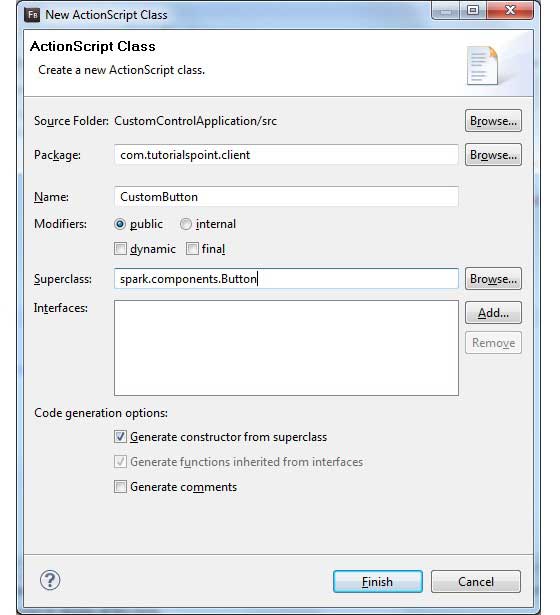 Fb New ActionScript Class
ActionScript Class
Create a new ActionScript class.
Source Folder: CustomControlApplication/src Browse...
Package: com.tutorialspoint.client Browse...
Name: CustomButton
Modifiers: public internal
dynamic final
Superclass: spark.components.Button Browse...
Interfaces: Add...
Remove
Code generation options:
Generate constructor from superclass
Generate functions inherited from interfaces
Generate comments
? Finish Cancel